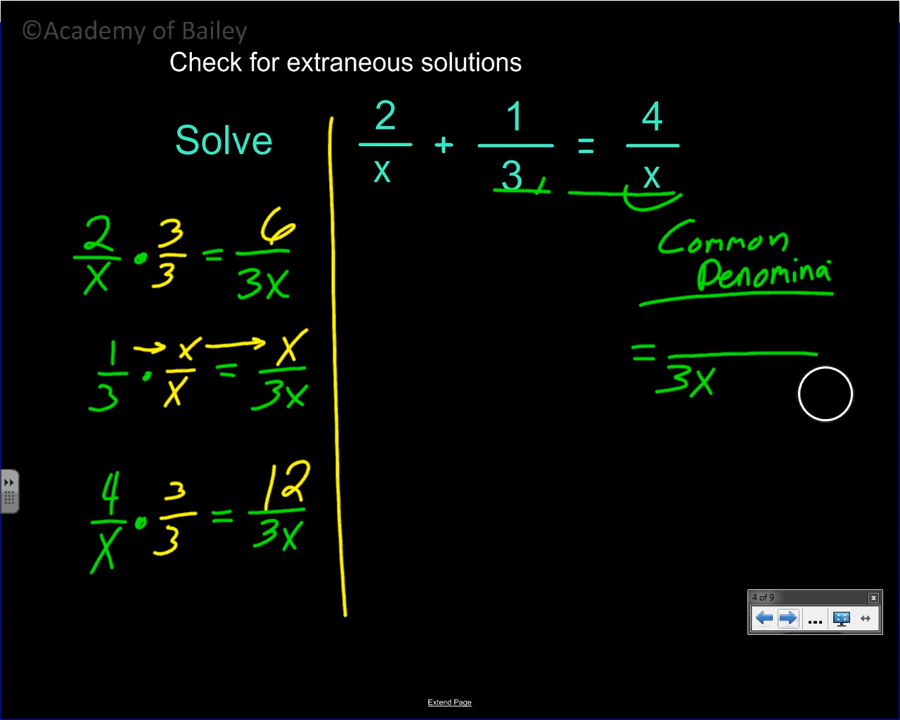 ©Academy of Bailey
Check for extraneous solutions
Solve
2/x + 1/3 = 4/x
2/x • 3/3 = 6/3x
1/3 • x/x = x/3x
4/x • 3/3 = 12/3x
Common
Denomina
= /3x
4 of 9
x
...
Extend Page